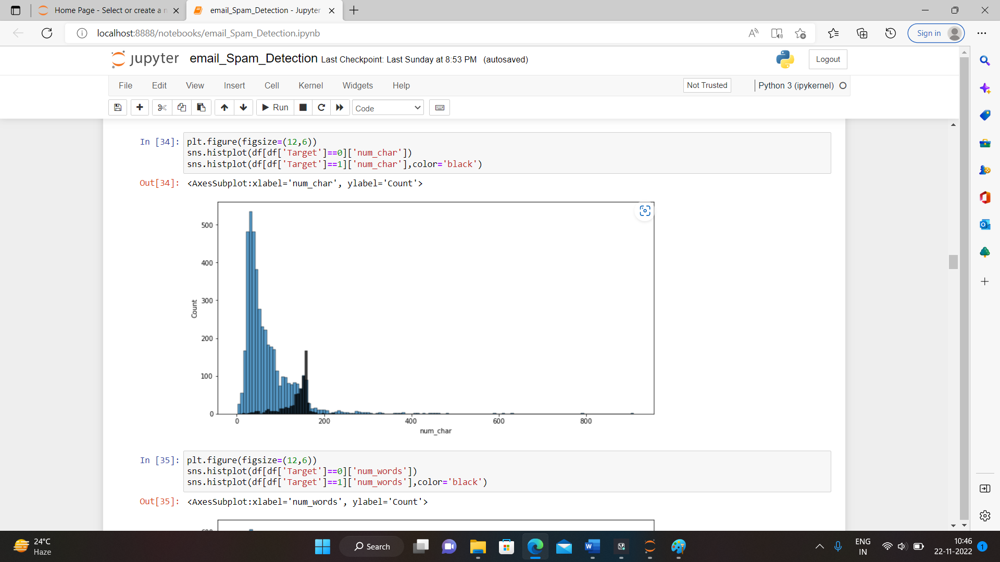 Home Page - Select or create a n
email_Spam_Detection - Jupyter
localhost:8888/notebooks/email_Spam_Detection.ipynb
Sign in
jupyter email_Spam_Detection Last Checkpoint: Last Sunday at 8:53 PM (autosaved)
Logout
File Edit View Insert Cell Kernel Widgets Help
Not Trusted
Python 3 (ipykernel)
Run
Code
In [34]:
plt.figure(figsize=(12,6))
sns.histplot(df[df['Target']==0]['num_char'])
sns.histplot(df[df['Target']==1]['num_char'],color='black')
Out[34]: <AxesSubplot:xlabel='num_char', ylabel='Count'>
500
400
300
200
100
0
Count
0 200 400 600 800
num_char
In [35]:
plt.figure(figsize=(12,6))
sns.histplot(df[df['Target']==0]['num_words'])
sns.histplot(df[df['Target']==1]['num_words'],color='black')
Out[35]: <AxesSubplot:xlabel='num_words', ylabel='Count'>
24°C
Haze
Search
ENG
IN
10:46
22-11-2022
1